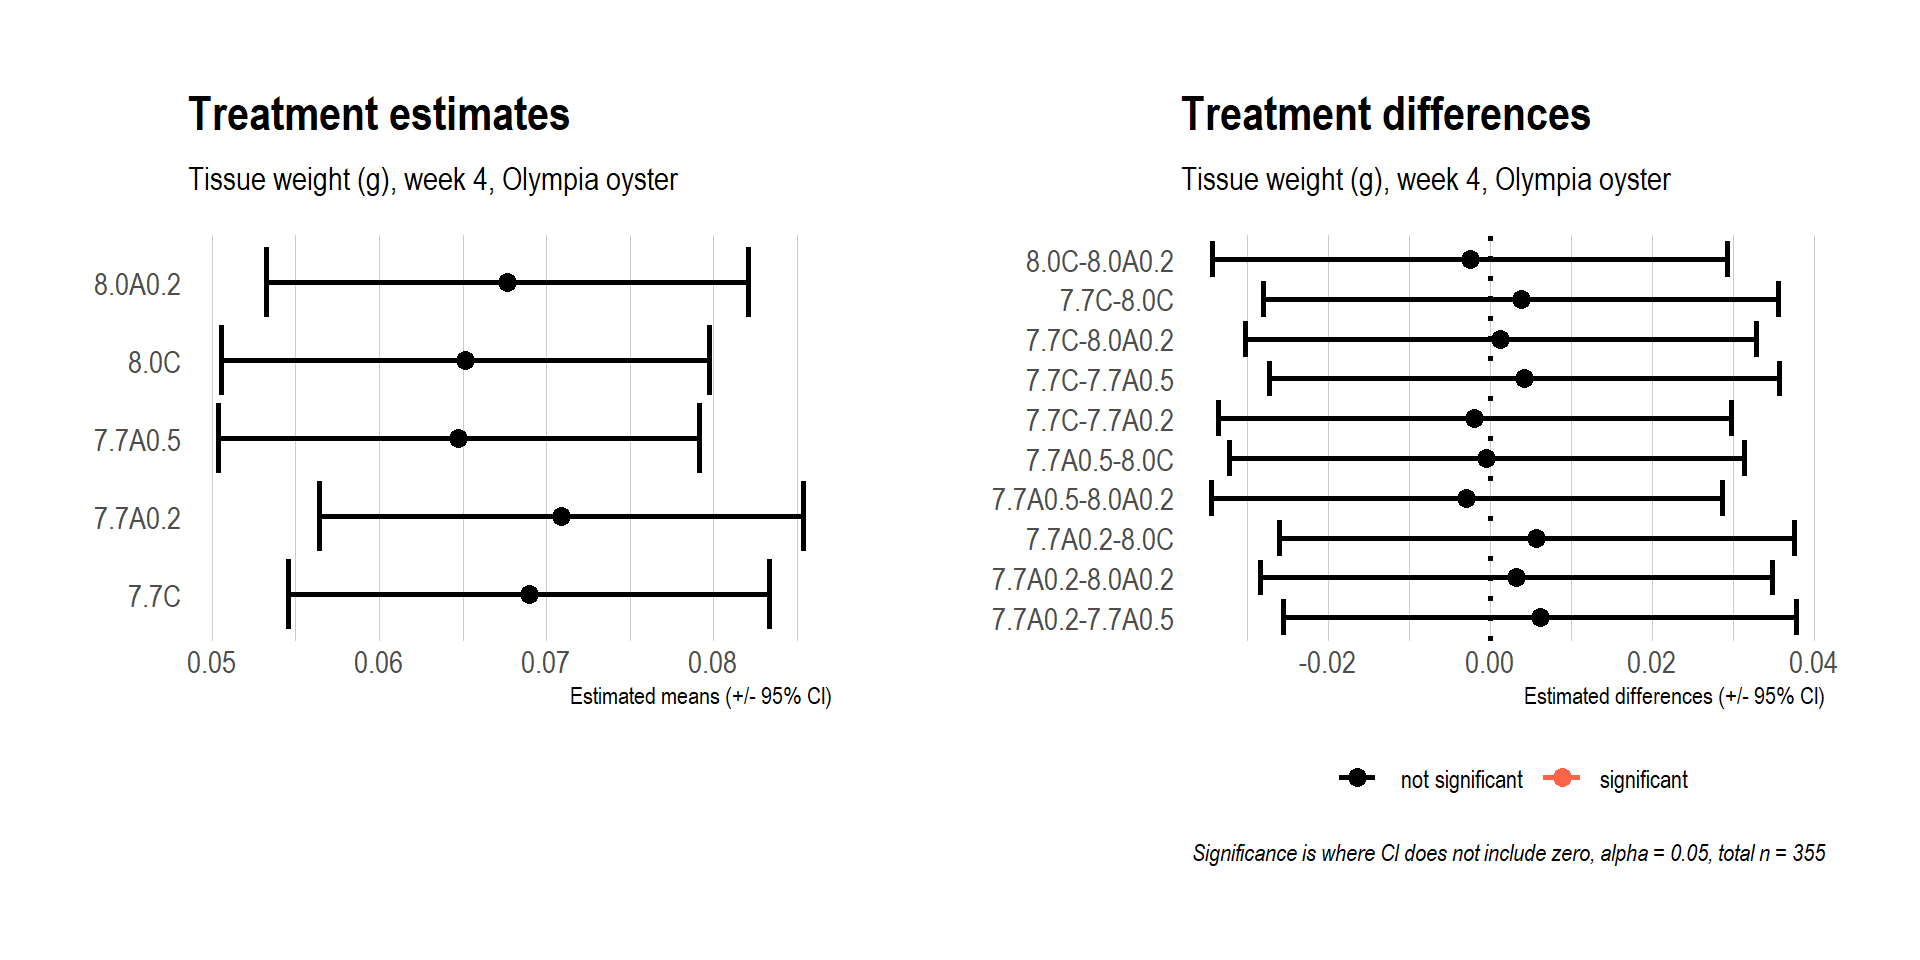 Treatment estimates
Tissue weight (g), week 4, Olympia oyster
8.0A0.2
8.0C
7.7A0.5
7.7A0.2
7.7C
0.05 0.06 0.07 0.08
Estimated means (+/- 95% CI)
Treatment differences
Tissue weight (g), week 4, Olympia oyster
8.0C-8.0A0.2
7.7C-8.0C
7.7C-8.0A0.2
7.7C-7.7A0.5
7.7C-7.7A0.2
7.7A0.5-8.0C
7.7A0.5-8.0A0.2
7.7A0.2-8.0C
7.7A0.2-8.0A0.2
7.7A0.2-7.7A0.5
-0.02 0.00 0.02 0.04
Estimated differences (+/- 95% CI)
not significant significant
Significance is where CI does not include zero, alpha = 0.05, total n = 355